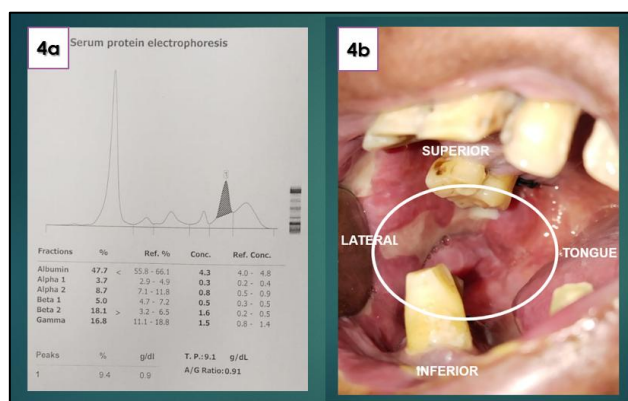 4a
Serum protein electrophoresis
Fractions % Ref. % Conc. Ref. Conc.
Albumin 47.7 < 55.8 - 66.1 4.3 4.0 - 4.8
Alpha 1 3.7 2.9 - 4.9 0.3 0.2 - 0.4
Alpha 2 8.7 7.1 - 11.8 0.8 0.5 - 0.9
Beta 1 5.0 4.7 - 7.2 0.5 0.3 - 0.5
Beta 2 18.1 > 3.2 - 6.5 1.6 0.2 - 0.5
Gamma 16.8 11.1 - 18.8 1.5 0.8 - 1.4
Peaks % g/dl T. P.:9.1 g/dL
A/G Ratio:0.91
1 9.4 0.9
4b
SUPERIOR
LATERAL
TONGUE
INFERIOR